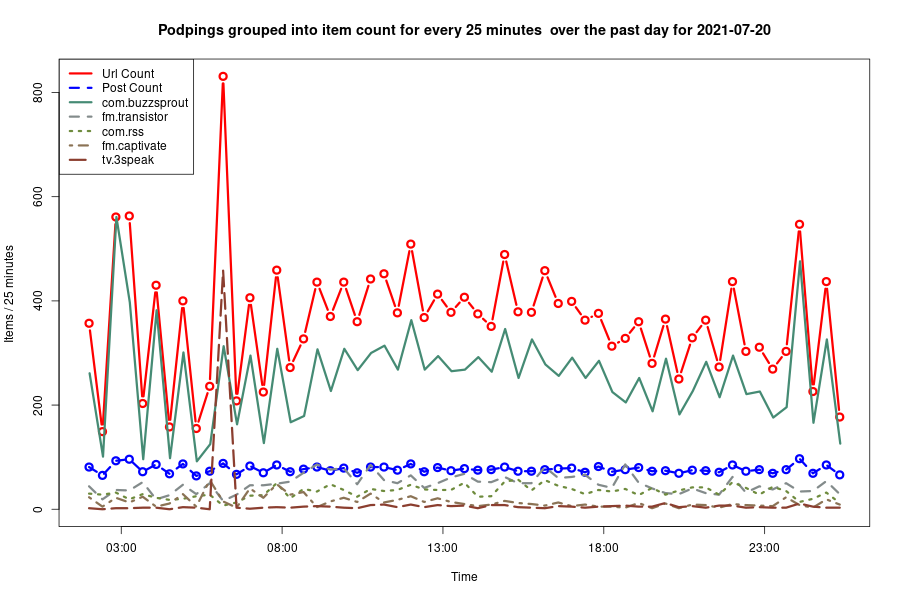 Podpings grouped into item count for every 25 minutes  over the past day for 2021-07-20
Url Count
Post Count
com.buzzsprout
fm.transistor
com.rss
fm.captivate
tv.3speak
Items / 25 minutes
800
600
400
200
0
03:00 08:00 13:00 18:00 23:00
Time